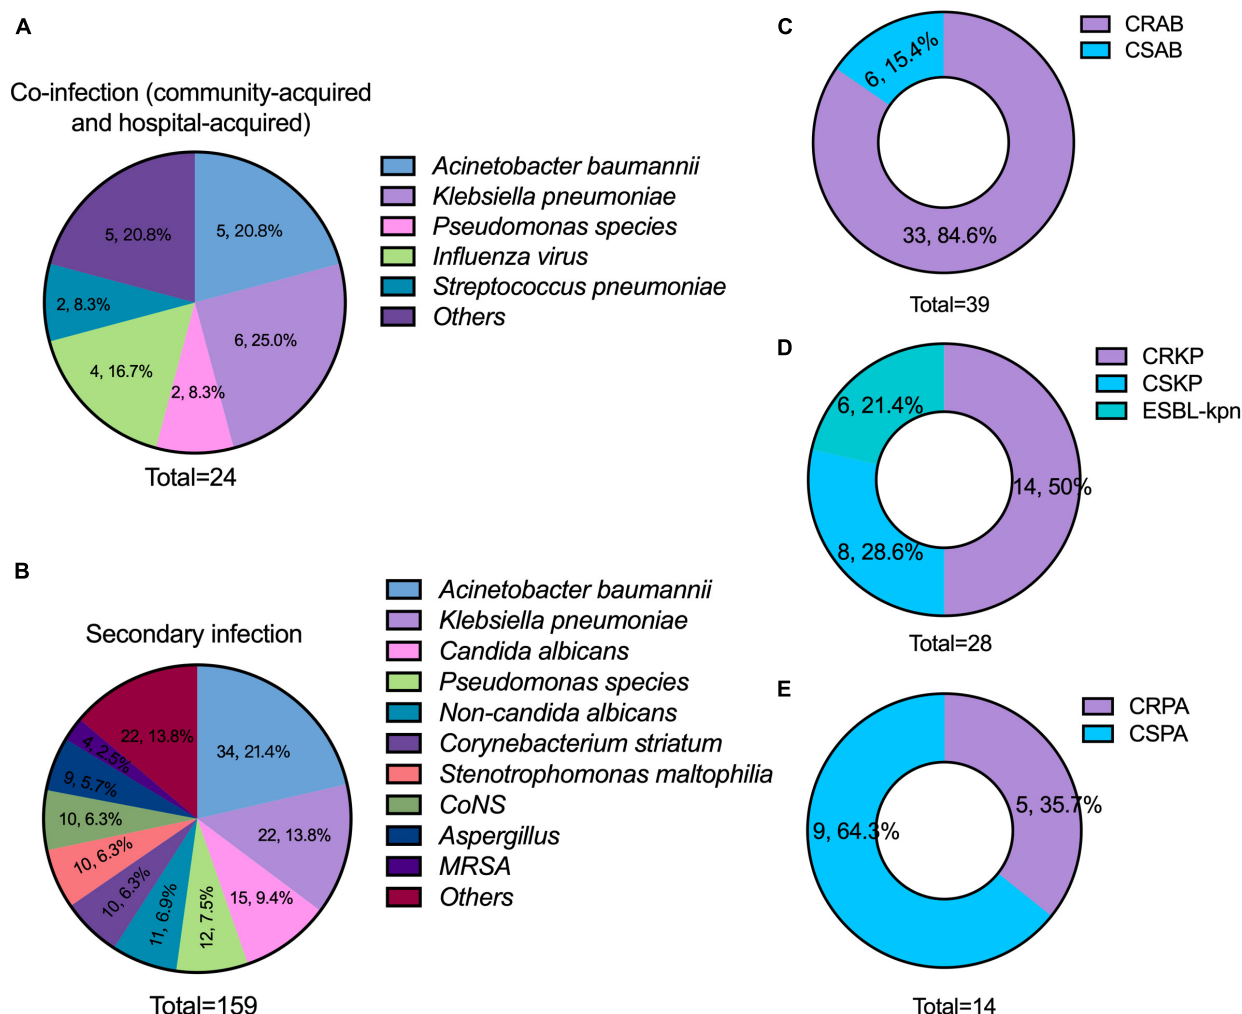 A
Co-infection (community-acquired
and hospital-acquired)
5, 20.8%
5, 20.8%
2, 8.3%
6, 25.0%
4, 16.7%
2, 8.3%
Total=24
Acinetobacter baumannii
Klebsiella pneumoniae
Pseudomonas species
Influenza virus
Streptococcus pneumoniae
Others
B
Secondary infection
22, 13.8%
34, 21.4%
4, 2.5%
9, 5.7%
10, 6.3%
22, 13.8%
10, 6.3%
10, 6.3%
11, 6.9%
12, 7.5%
15, 9.4%
Total=159
Acinetobacter baumannii
Klebsiella pneumoniae
Candida albicans
Pseudomonas species
Non-candida albicans
Corynebacterium striatum
Stenotrophomonas maltophilia
CoNS
Aspergillus
MRSA
Others
C
6, 15.4%
33, 84.6%
Total=39
CRAB
CSAB
D
6, 21.4%
14, 50%
8, 28.6%
Total=28
CRKP
CSKP
ESBL-kpn
E
5, 35.7%
9, 64.3%
Total=14
CRPA
CSPA